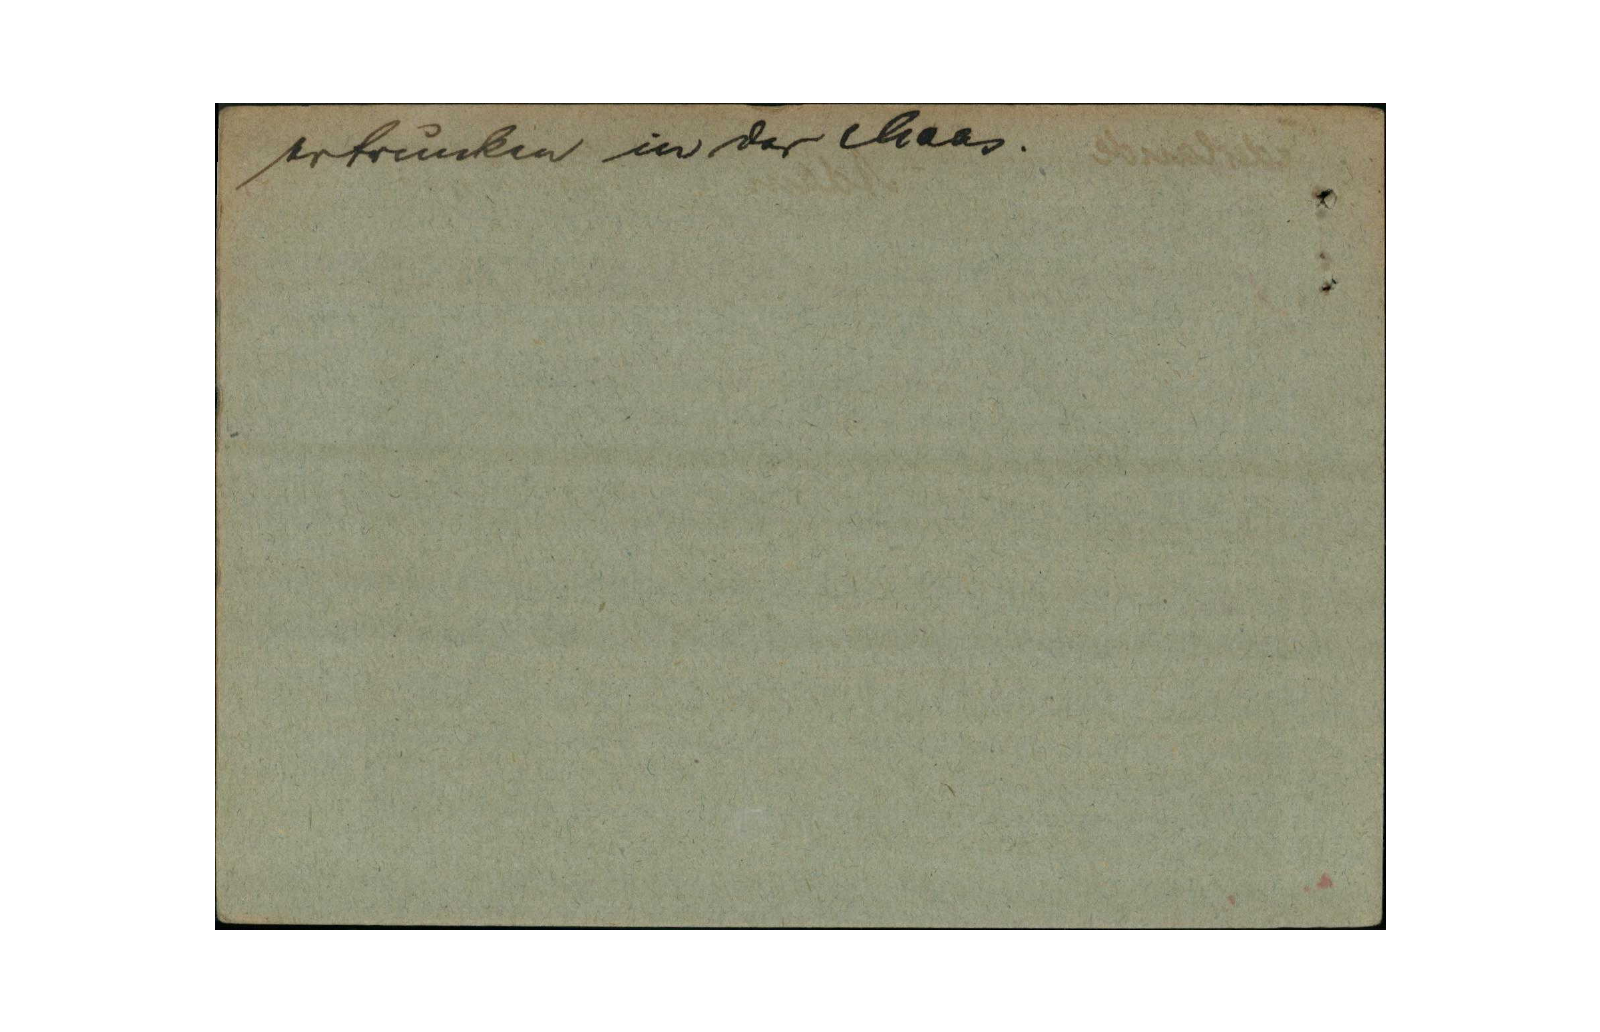 ertrunken in der Maas.